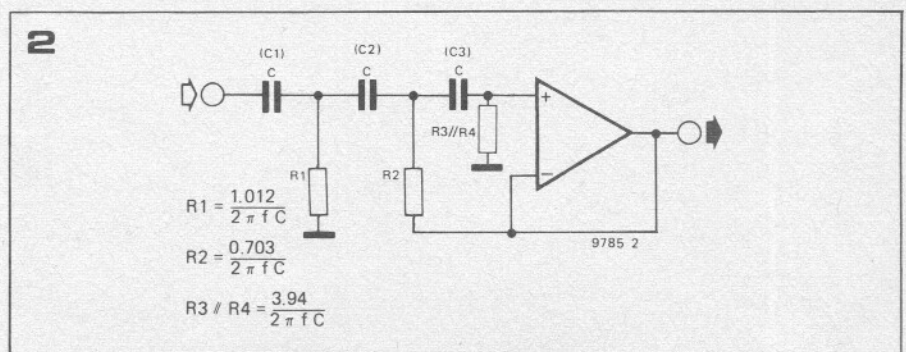 2
(C1) (C2) (C3)
C C C
+
R3//R4
−
R1
R2
R1 = 1.012
2 π f C
9785 2
R2 = 0.703
2 π f C
R3 // R4 = 3.94
2 π f C